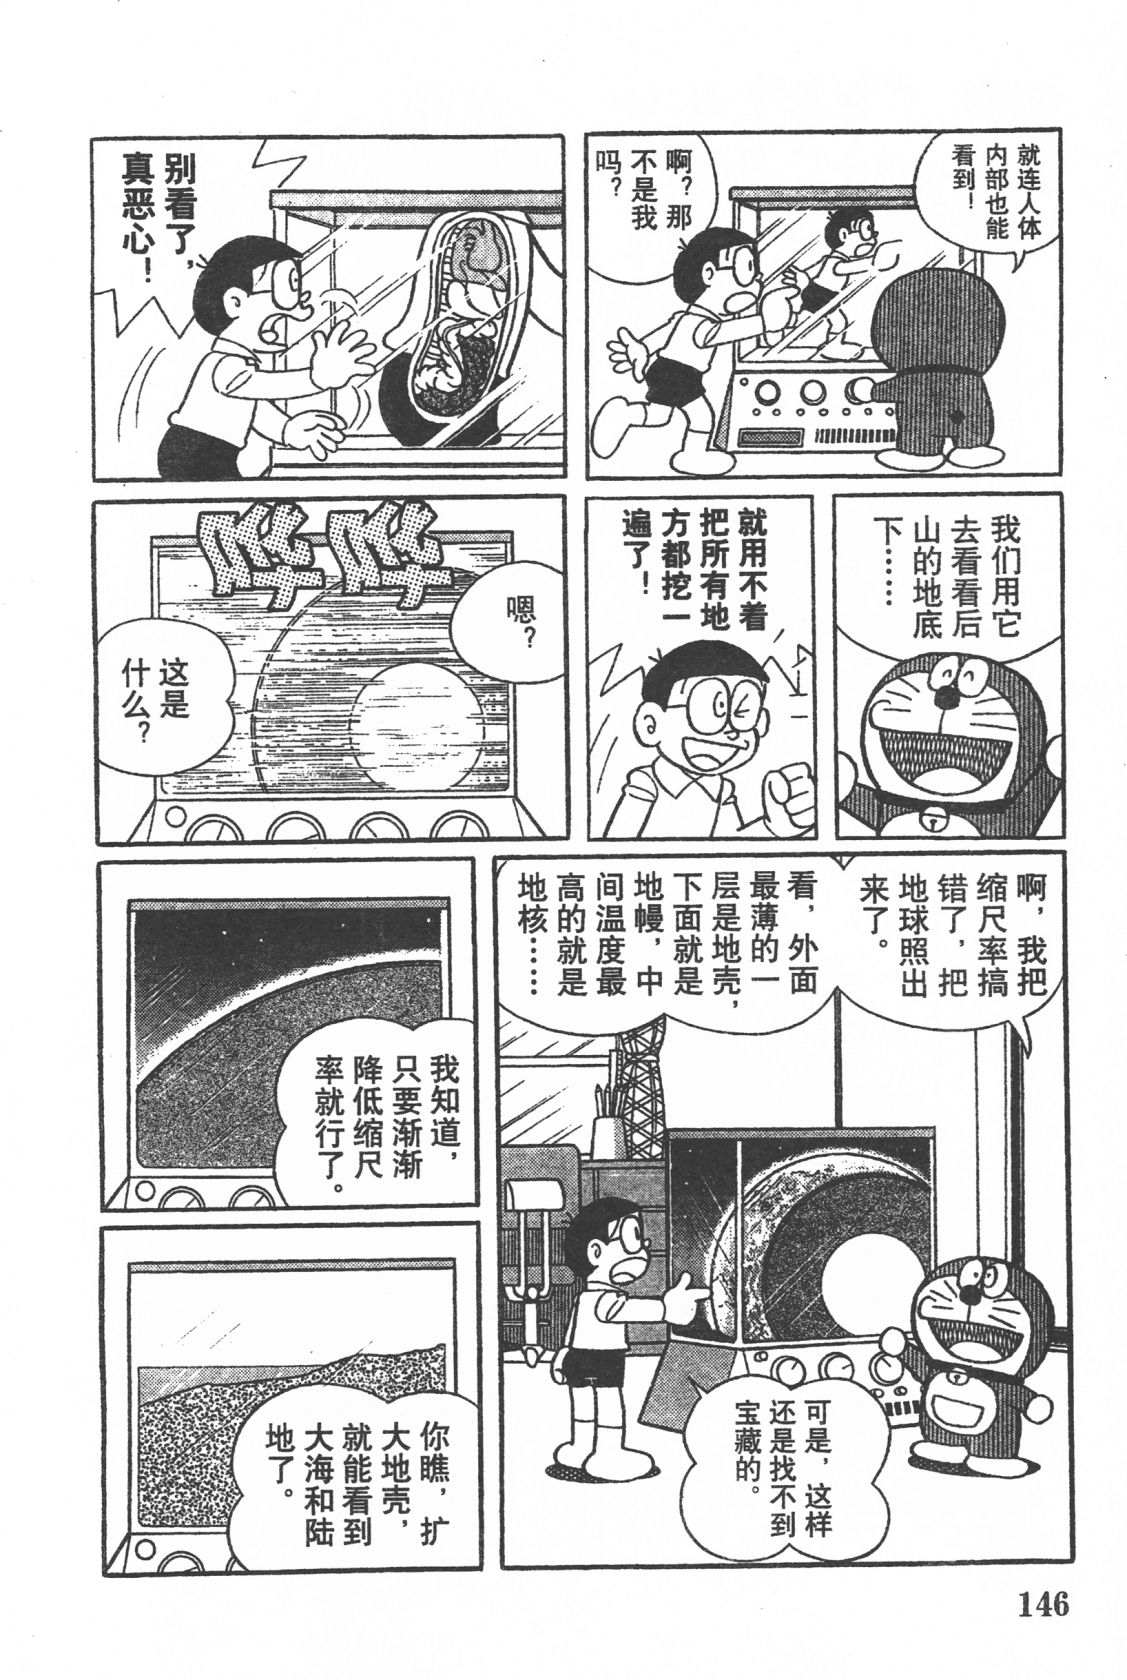 就连人体
内部也能
看到！
啊？那
不是我
吗？
别看了，
真恶心！
我们用它
去看看后
山的地底
下……
就用不着
把所有地
方都挖一
遍了！
嗯？
这是
什么？
啊，我把
缩尺率搞
错了，把
地球照出
来了。
看，外面
最薄的一
层是地壳，
下面就是
地幔，中
间温度最
高的就是
地核……
可是，这样
还是找不到
宝藏的。
我知道，
只要渐渐
降低缩尺
率就行了。
你瞧，扩
大地壳，
就能看到
大海和陆
地了。
146